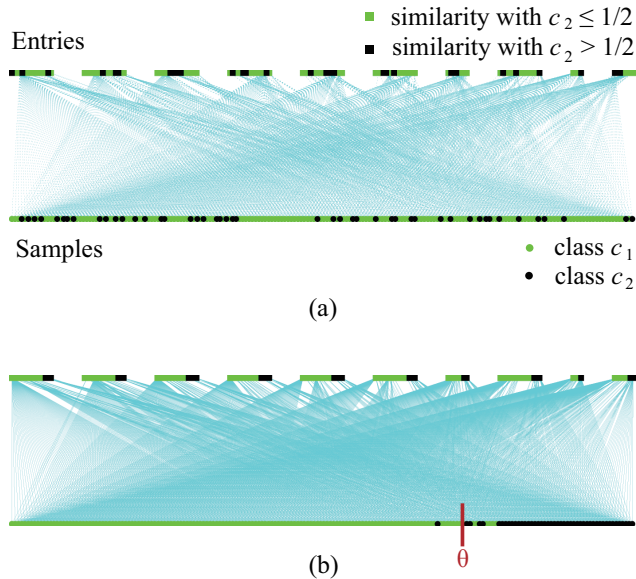 Entries
similarity with c₂ ≤ 1/2
similarity with c₂ > 1/2
Samples
class c₁
class c₂
(a)
θ
(b)